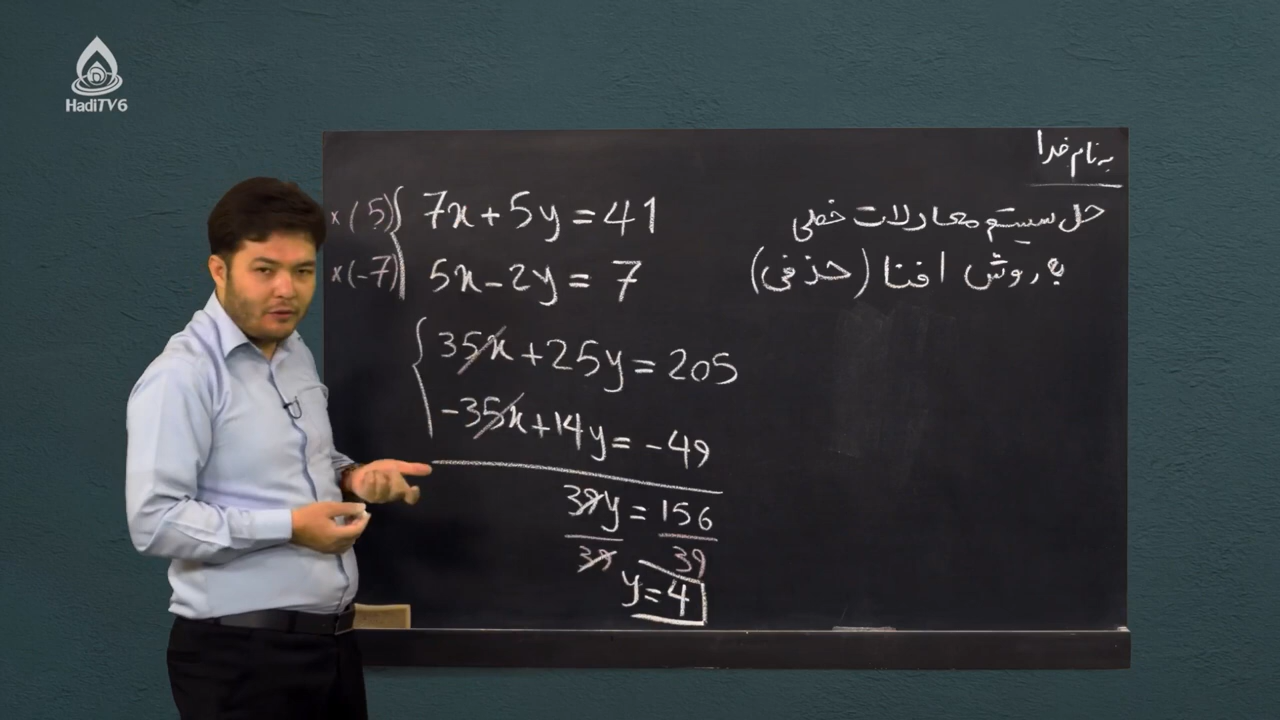 HadiTV6
به نام خدا
حل سیستم معادلات خطی
به روش افنا (حذفی)
×(5) 7x+5y=41
×(-7) 5x-2y=7
35x+25y=205
-35x+14y=-49
39y=156
39 39
y=4